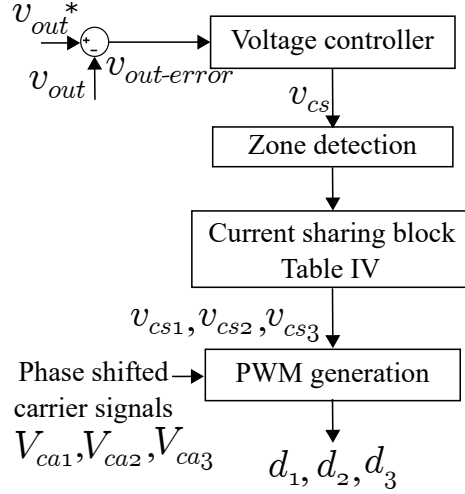 v_out*
+
-
v_out
v_out-error
Voltage controller
v_cs
Zone detection
Current sharing block
Table IV
v_cs1, v_cs2, v_cs3
Phase shifted
carrier signals
V_ca1, V_ca2, V_ca3
PWM generation
d_1, d_2, d_3